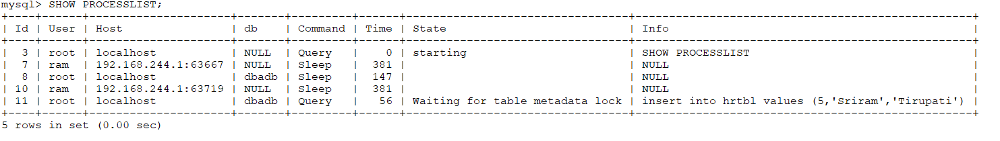 mysql> SHOW PROCESSLIST;
+----+------+---------------------+-------+---------+------+---------------------------------+---------------------------------------------------+
| Id | User | Host                | db    | Command | Time | State                           | Info                                              |
+----+------+---------------------+-------+---------+------+---------------------------------+---------------------------------------------------+
|  3 | root | localhost           | NULL  | Query   |    0 | starting                        | SHOW PROCESSLIST                                  |
|  7 | ram  | 192.168.244.1:63667 | NULL  | Sleep   |  381 |                                 | NULL                                              |
|  8 | root | localhost           | dbadb | Sleep   |  147 |                                 | NULL                                              |
| 10 | ram  | 192.168.244.1:63719 | NULL  | Sleep   |  381 |                                 | NULL                                              |
| 11 | root | localhost           | dbadb | Query   |   56 | Waiting for table metadata lock | insert into hrtbl values (5,'Sriram','Tirupati') |
+----+------+---------------------+-------+---------+------+---------------------------------+---------------------------------------------------+
5 rows in set (0.00 sec)